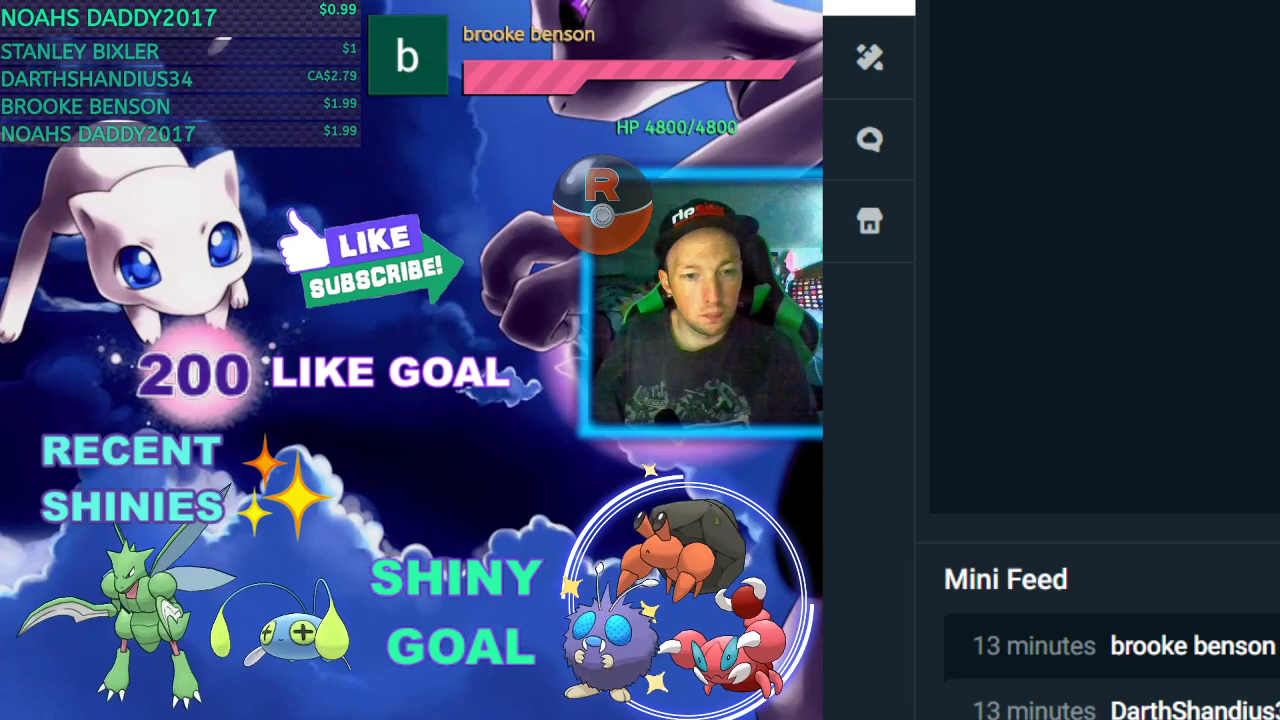 NOAHS DADDY2017 $0.99
STANLEY BIXLER $1
DARTHSHANDIUS34 CA$2.79
BROOKE BENSON $1.99
NOAHS DADDY2017 $1.99
b
brooke benson
HP 4800/4800
R
LIKE
SUBSCRIBE!
200 LIKE GOAL
RECENT
SHINIES
SHINY
GOAL
Mini Feed
13 minutes brooke benson
13 minutes DarthShandius3